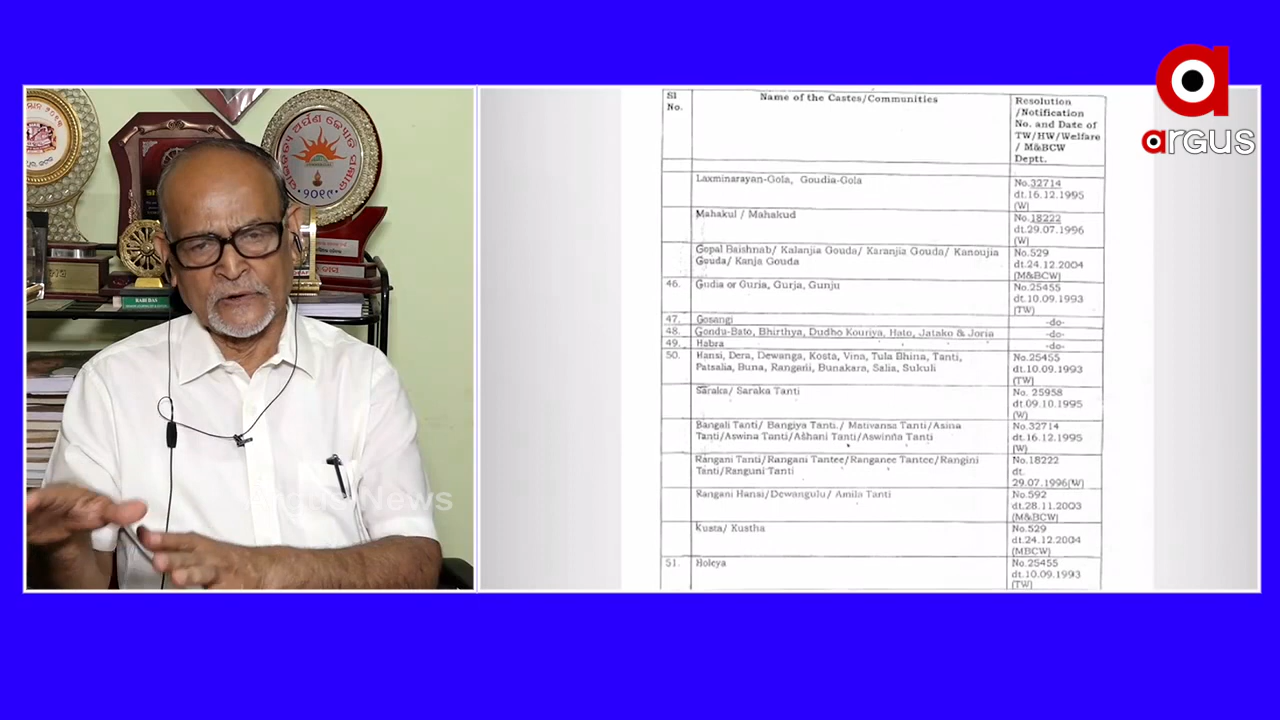 argus
Sl
No.
Name of the Castes/Communities
Resolution
/Notification
No. and Date of
TW/HW/Welfare
/ M&BCW
Deptt.
Laxminarayan-Gola, Goudia-Gola
No.32714
dt.16.12.1995
(W)
Mahakul / Mahakud
No.18222
dt.29.07.1996
(W)
Gopal Baishnab/ Kalanjia Gouda/ Karanjia Gouda/ Kanoujia
Gouda/ Kanja Gouda
No.529
dt.24.12.2004
(M&BCW)
46. Gudia or Guria, Gurja, Gunju
No.25455
dt.10.09.1993
(TW)
47. Gosangi -do-
48. Gondu-Bato, Bhirthya, Dudho Kouriya, Hato, Jatako & Joria -do-
49. Habra -do-
50. Hansi, Dera, Dewanga, Kosta, Vina, Tula Bhina, Tanti,
Patsalia, Buna, Rangani, Bunakara, Salia, Sukuli
No.25455
dt.10.09.1993
(TW)
Saraka/ Saraka Tanti
No. 25958
dt.09.10.1995
(W)
Bangali Tanti/ Bangiya Tanti/ Mativansa Tanti/Asina
Tanti/Aswina Tanti/Ashani Tanti/Aswinna Tanti
No.32714
dt.16.12.1995
(W)
Rangani Tanti/Rangani Tantee/Ranganee Tantee/Rangini
Tanti/Ranguni Tanti
No.18222
dt.
29.07.1996(W)
Rangani Hansi/Dewangulu/ Amila Tanti
No.592
dt.28.11.2003
(M&BCW)
Kusta/ Kustha
No.529
dt.24.12.2004
(MBCW)
51. Holeya
No.25455
dt.10.09.1993
(TW)
Argus News